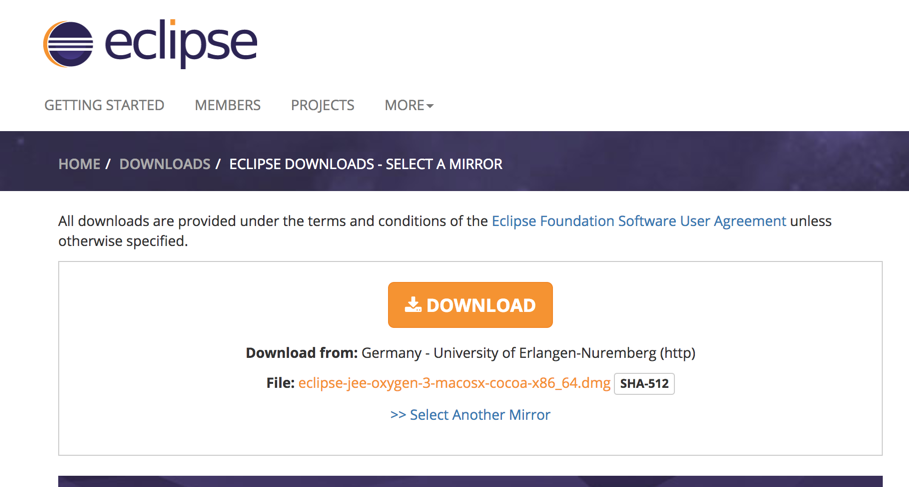 eclipse
GETTING STARTED MEMBERS PROJECTS MORE
HOME / DOWNLOADS / ECLIPSE DOWNLOADS - SELECT A MIRROR
All downloads are provided under the terms and conditions of the Eclipse Foundation Software User Agreement unless
otherwise specified.
DOWNLOAD
Download from: Germany - University of Erlangen-Nuremberg (http)
File: eclipse-jee-oxygen-3-macosx-cocoa-x86_64.dmg SHA-512
>> Select Another Mirror